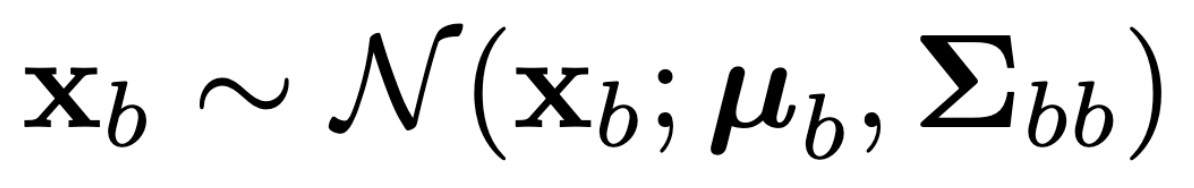 𝐱_b ∼ 𝒩(𝐱_b; 𝝁_b, 𝚺_bb)